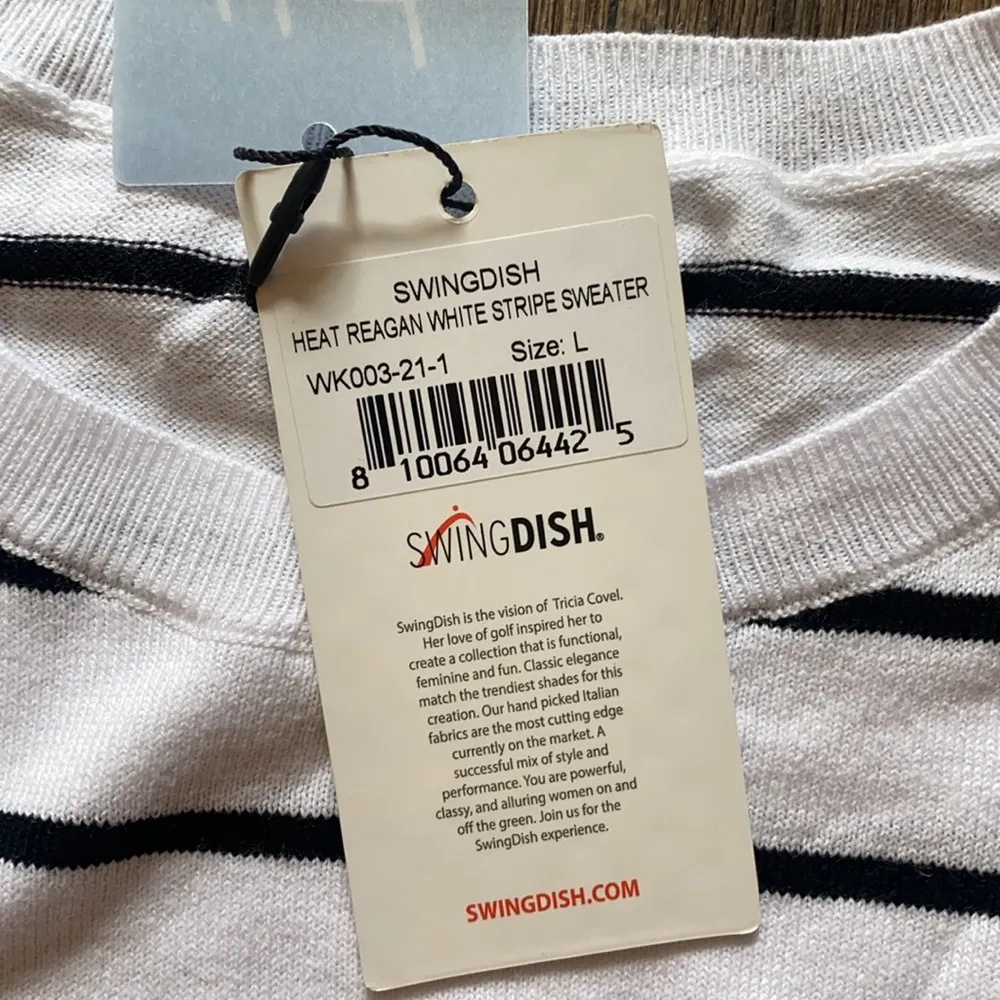 SWINGDISH
HEAT REAGAN WHITE STRIPE SWEATER
WK003-21-1 Size: L
8 10064 06442 5
SWINGDISH®
SwingDish is the vision of Tricia Covel.
Her love of golf inspired her to
create a collection that is functional,
feminine and fun. Classic elegance
match the trendiest shades for this
creation. Our hand picked Italian
fabrics are the most cutting edge
currently on the market. A
successful mix of style and
performance. You are powerful,
classy, and alluring women on and
off the green. Join us for the
SwingDish experience.
SWINGDISH.COM